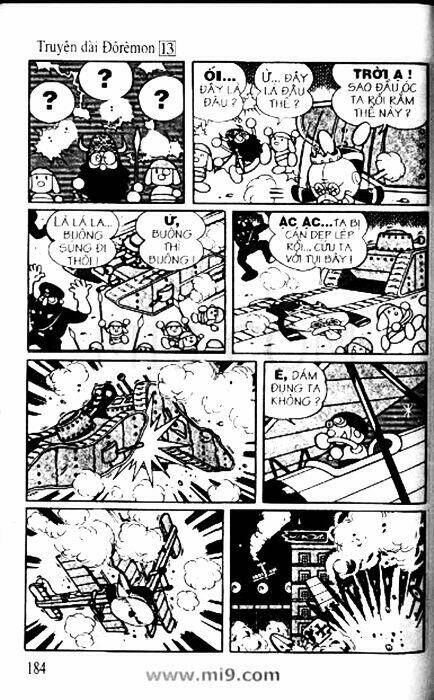 Truyện dài Đôrêmon 13
?
?
?
ỐI...
ĐÂY LÀ
ĐÂU ?
Ừ... ĐÂY
LÀ ĐÂU
THẾ ?
TRỜI Ạ !
SAO ĐẦU ÓC
TA RỐI RẮM
THẾ NÀY ?
LÀ LÁ LA...
BUÔNG
SÚNG ĐI
THÔI !
Ừ,
BUÔNG
THÌ
BUÔNG !
ÁC ÁC...TA BỊ
CÁN DẸP LÉP
RỒI... CỨU TA
VỚI TỤI BÂY !
Ê, DÁM
ĐỤNG TA
KHÔNG ?
184
www.mi9.com